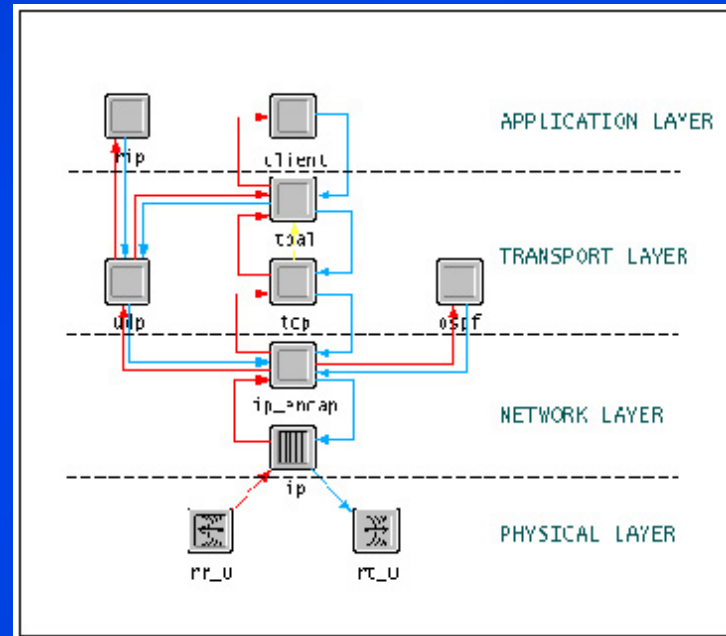 APPLICATION LAYER
rip
client
tpal
TRANSPORT LAYER
udp
tcp
ospf
ip_encap
NETWORK LAYER
ip
PHYSICAL LAYER
rr_0
rt_0